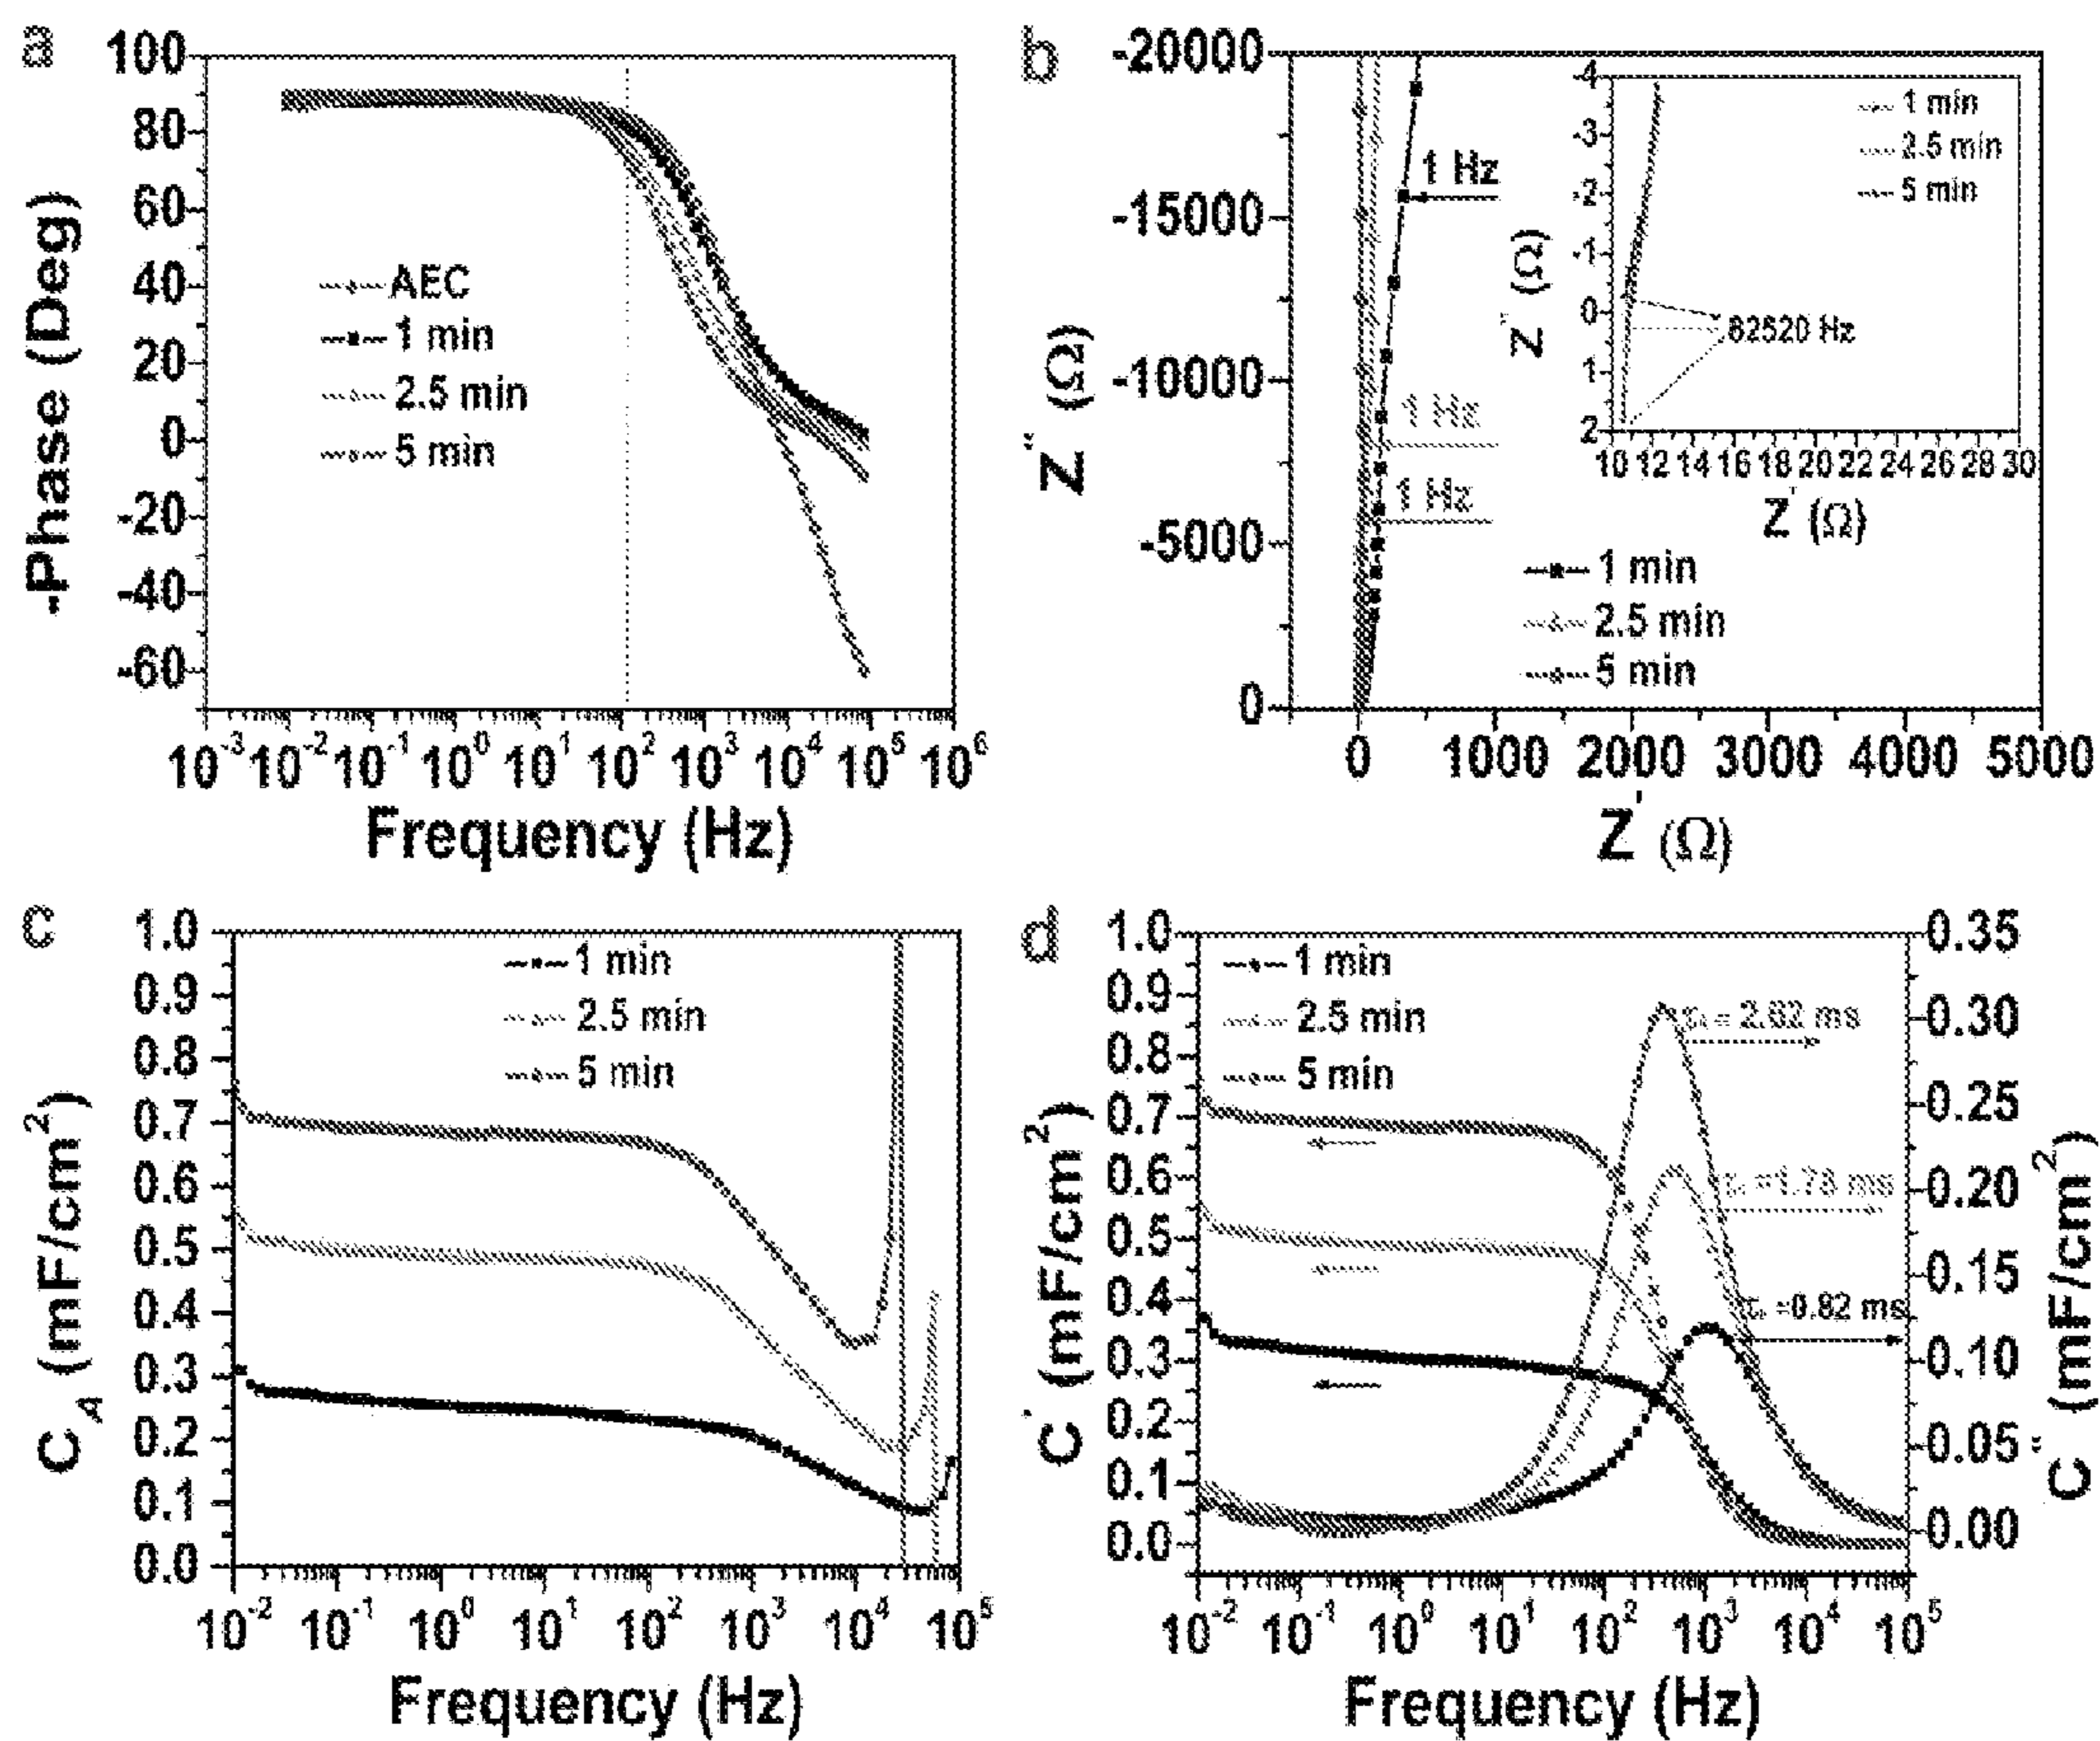 a
100
80
60
40
20
0
-20
-40
-60
-Phase (Deg)
AEC
1 min
2.5 min
5 min
10⁻³ 10⁻² 10⁻¹ 10⁰ 10¹ 10² 10³ 10⁴ 10⁵ 10⁶
Frequency (Hz)
b
-20000
-15000
-10000
-5000
0
Z'' (Ω)
1 Hz
1 Hz
1 Hz
1 min
2.5 min
5 min
0 1000 2000 3000 4000 5000
Z' (Ω)
-4
-3
-2
-1
0
1
2
Z'' (Ω)
1 min
2.5 min
5 min
82520 Hz
10 12 14 16 18 20 22 24 26 28 30
Z' (Ω)
c
1.0
0.9
0.8
0.7
0.6
0.5
0.4
0.3
0.2
0.1
0.0
C_A (mF/cm²)
1 min
2.5 min
5 min
10⁻² 10⁻¹ 10⁰ 10¹ 10² 10³ 10⁴ 10⁵
Frequency (Hz)
d
1.0
0.9
0.8
0.7
0.6
0.5
0.4
0.3
0.2
0.1
0.0
C' (mF/cm²)
1 min
2.5 min
5 min
= 2.62 ms
=1.78 ms
=0.82 ms
0.35
0.30
0.25
0.20
0.15
0.10
0.05
0.00
C'' (mF/cm²)
10⁻² 10⁻¹ 10⁰ 10¹ 10² 10³ 10⁴ 10⁵
Frequency (Hz)